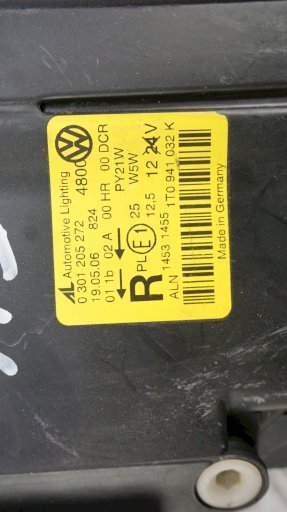 AL Automotive Lighting
0 301 205 272 4800
19.05.06 824
01 1b 02 A 00 HR 00 DCR
PY21W
R PL E1 25 W5W
12,5 12 24V
ALN 1453 1455 1T0 941 032 K
Made in Germany